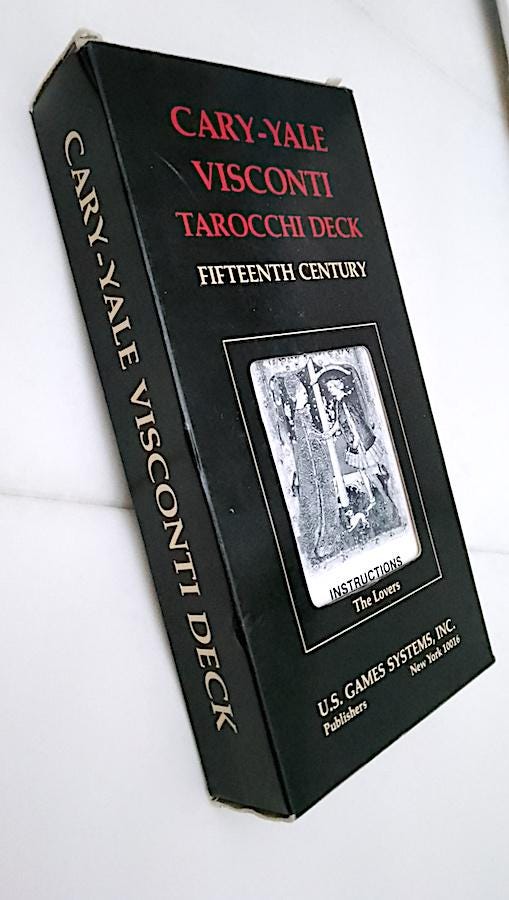 CARY-YALE
VISCONTI
TAROCCHI DECK
FIFTEENTH CENTURY
INSTRUCTIONS
The Lovers
U.S. GAMES SYSTEMS, INC.
Publishers New York 10016
CARY-YALE VISCONTI DECK